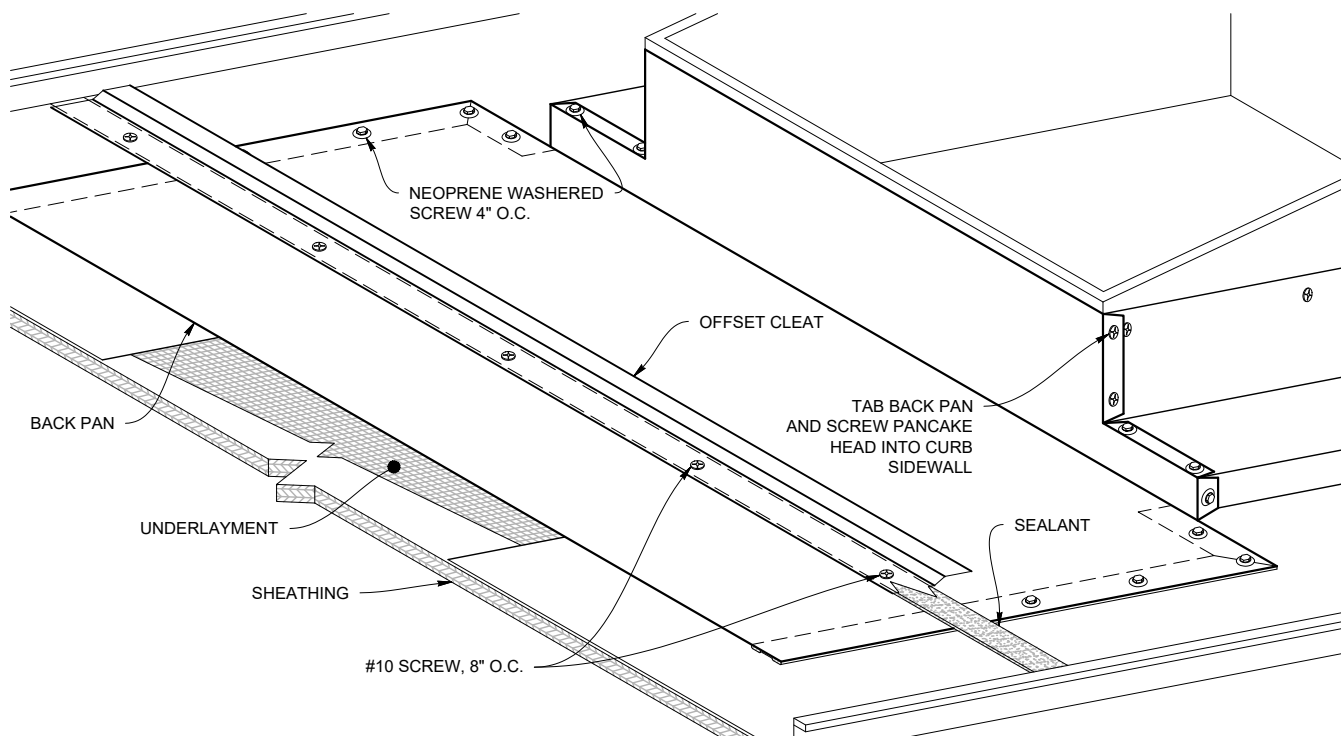 NEOPRENE WASHERED
SCREW 4" O.C.
OFFSET CLEAT
TAB BACK PAN
AND SCREW PANCAKE
HEAD INTO CURB
SIDEWALL
BACK PAN
UNDERLAYMENT
SEALANT
SHEATHING
#10 SCREW, 8" O.C.